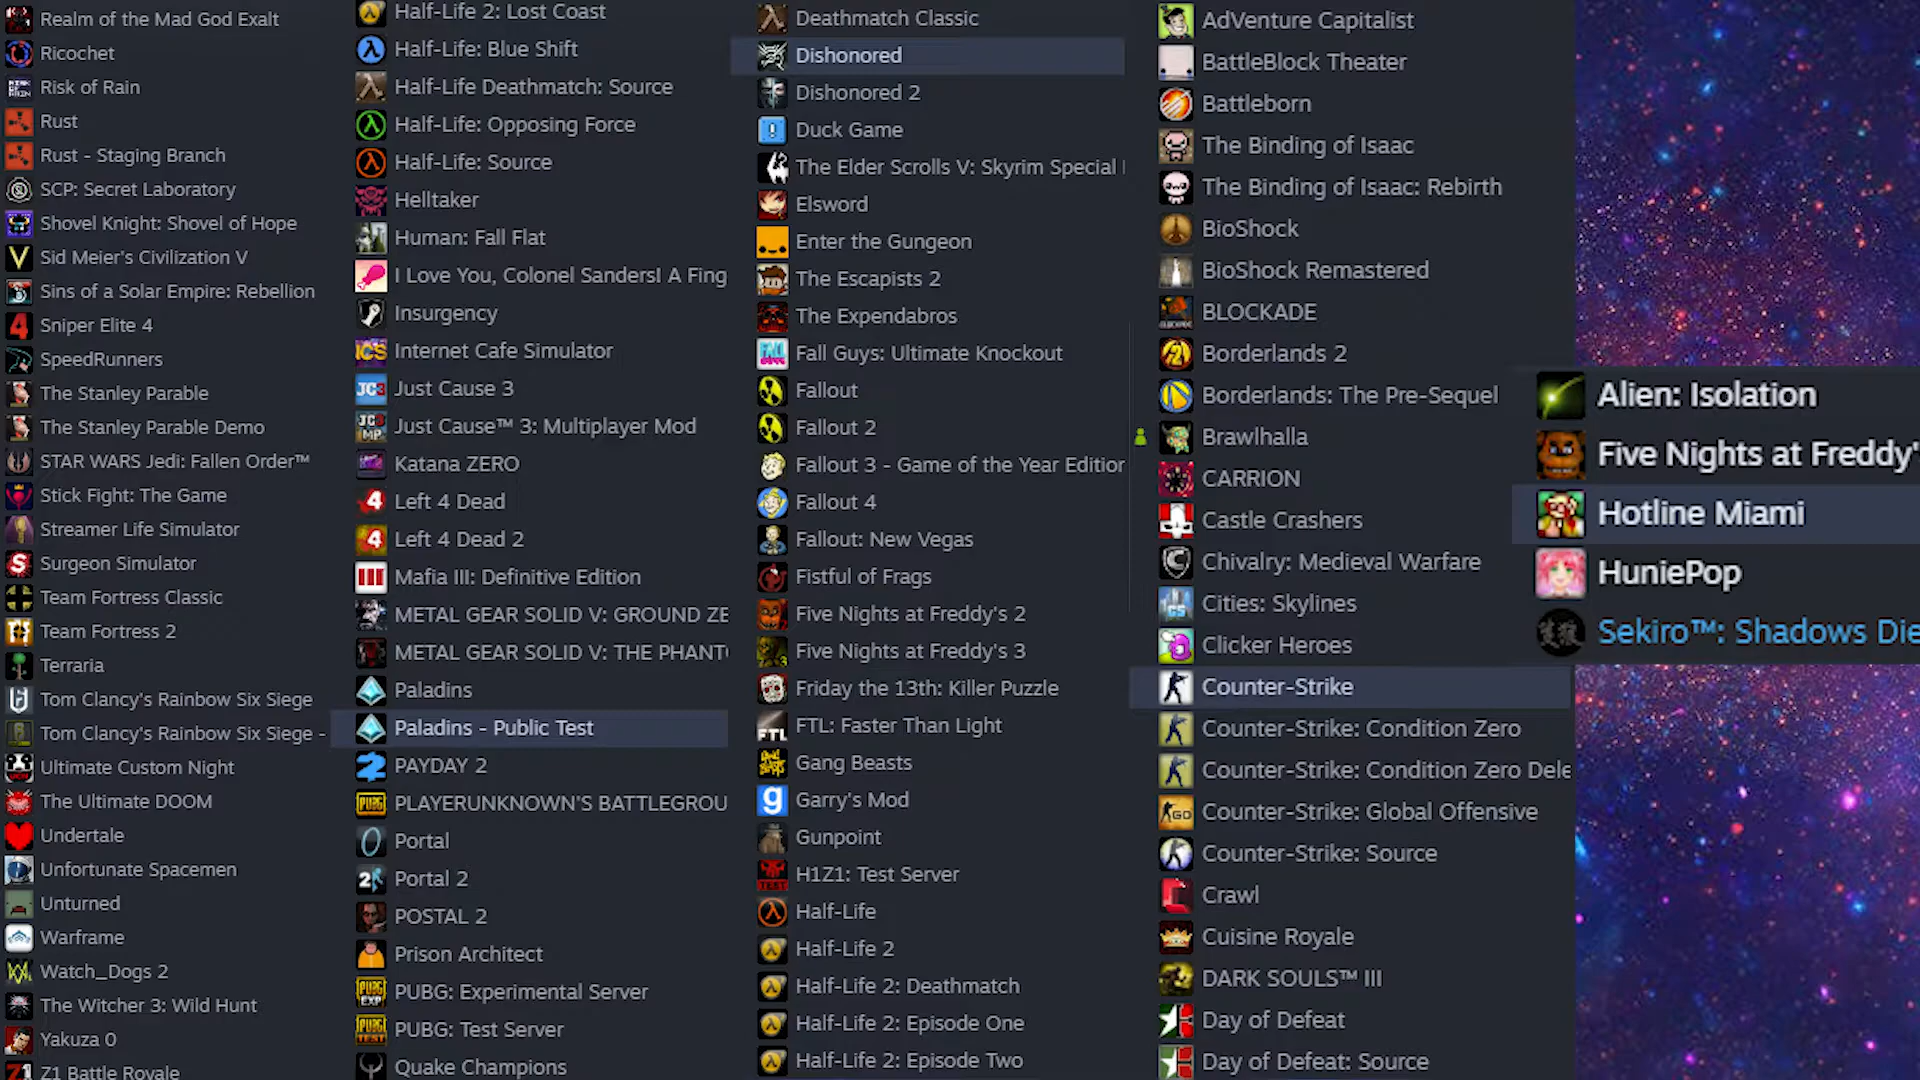 Realm of the Mad God Exalt
Ricochet
Risk of Rain
Rust
Rust - Staging Branch
SCP: Secret Laboratory
Shovel Knight: Shovel of Hope
Sid Meier's Civilization V
Sins of a Solar Empire: Rebellion
Sniper Elite 4
SpeedRunners
The Stanley Parable
The Stanley Parable Demo
STAR WARS Jedi: Fallen Order™
Stick Fight: The Game
Streamer Life Simulator
Surgeon Simulator
Team Fortress Classic
Team Fortress 2
Terraria
Tom Clancy's Rainbow Six Siege
Tom Clancy's Rainbow Six Siege -
Ultimate Custom Night
The Ultimate DOOM
Undertale
Unfortunate Spacemen
Unturned
Warframe
Watch_Dogs 2
The Witcher 3: Wild Hunt
Yakuza 0
Z1 Battle Royale
Half-Life 2: Lost Coast
Half-Life: Blue Shift
Half-Life Deathmatch: Source
Half-Life: Opposing Force
Half-Life: Source
Helltaker
Human: Fall Flat
I Love You, Colonel Sanders! A Fing
Insurgency
Internet Cafe Simulator
Just Cause 3
Just Cause™ 3: Multiplayer Mod
Katana ZERO
Left 4 Dead
Left 4 Dead 2
Mafia III: Definitive Edition
METAL GEAR SOLID V: GROUND ZE
METAL GEAR SOLID V: THE PHANT
Paladins
Paladins - Public Test
PAYDAY 2
PLAYERUNKNOWN'S BATTLEGROU
Portal
Portal 2
POSTAL 2
Prison Architect
PUBG: Experimental Server
PUBG: Test Server
Quake Champions
Deathmatch Classic
Dishonored
Dishonored 2
Duck Game
The Elder Scrolls V: Skyrim Special
Elsword
Enter the Gungeon
The Escapists 2
The Expendabros
Fall Guys: Ultimate Knockout
Fallout
Fallout 2
Fallout 3 - Game of the Year Edition
Fallout 4
Fallout: New Vegas
Fistful of Frags
Five Nights at Freddy's 2
Five Nights at Freddy's 3
Friday the 13th: Killer Puzzle
FTL: Faster Than Light
Gang Beasts
Garry's Mod
Gunpoint
H1Z1: Test Server
Half-Life
Half-Life 2
Half-Life 2: Deathmatch
Half-Life 2: Episode One
Half-Life 2: Episode Two
AdVenture Capitalist
BattleBlock Theater
Battleborn
The Binding of Isaac
The Binding of Isaac: Rebirth
BioShock
BioShock Remastered
BLOCKADE
Borderlands 2
Borderlands: The Pre-Sequel
Brawlhalla
CARRION
Castle Crashers
Chivalry: Medieval Warfare
Cities: Skylines
Clicker Heroes
Counter-Strike
Counter-Strike: Condition Zero
Counter-Strike: Condition Zero Dele
Counter-Strike: Global Offensive
Counter-Strike: Source
Crawl
Cuisine Royale
DARK SOULS™ III
Day of Defeat
Day of Defeat: Source
Alien: Isolation
Five Nights at Freddy'
Hotline Miami
HuniePop
Sekiro™: Shadows Die